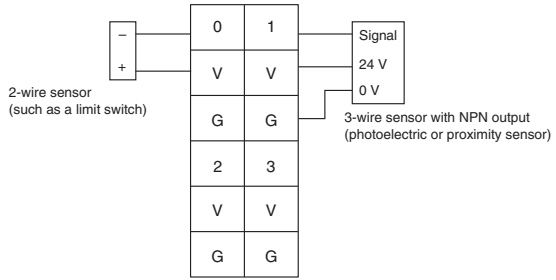 0 1
V V
G G
2 3
V V
G G
–
+
2-wire sensor
(such as a limit switch)
Signal
24 V
0 V
3-wire sensor with NPN output
(photoelectric or proximity sensor)